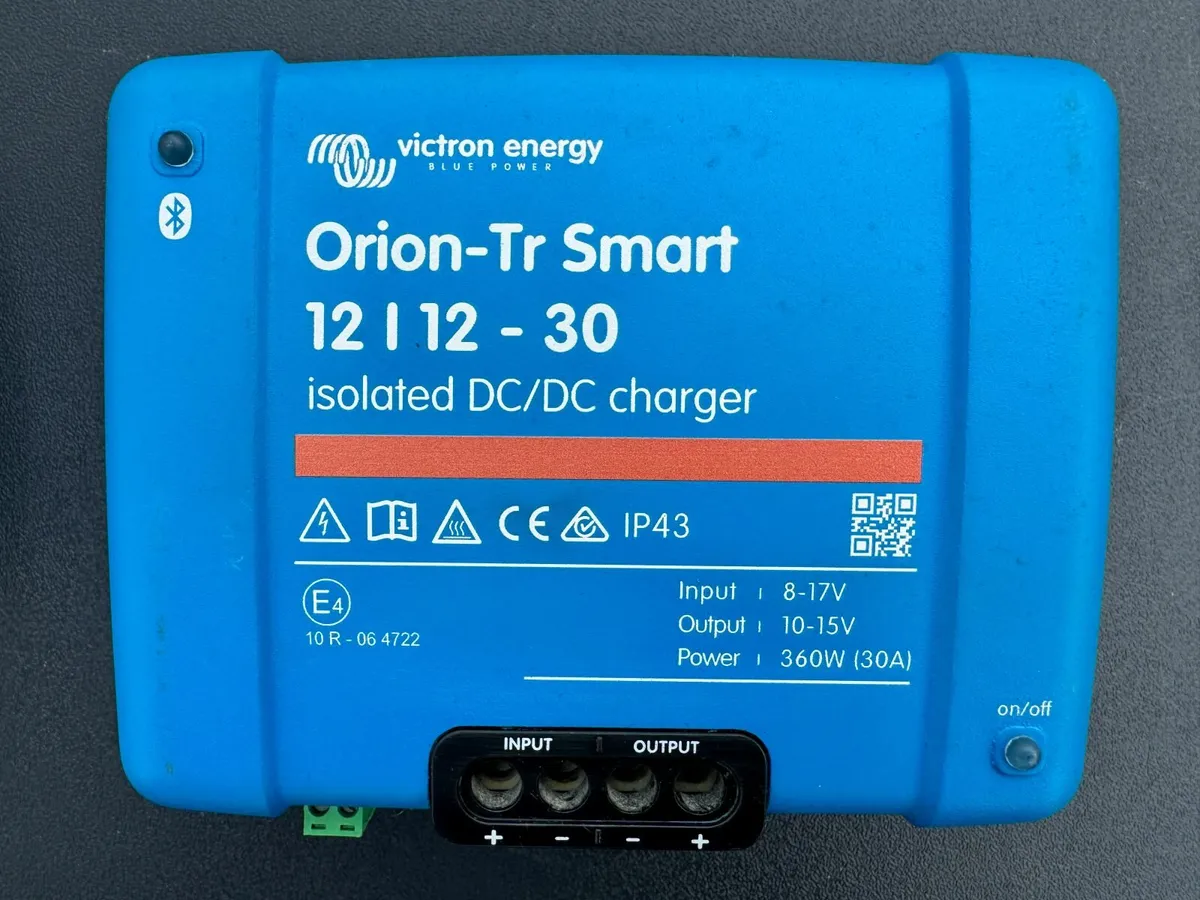 victron energy
BLUE POWER
Orion-Tr Smart
12 | 12 - 30
isolated DC/DC charger
CE IP43
E4
10 R - 06 4722
Input | 8-17V
Output | 10-15V
Power | 360W (30A)
on/off
INPUT | OUTPUT
+ - | - +